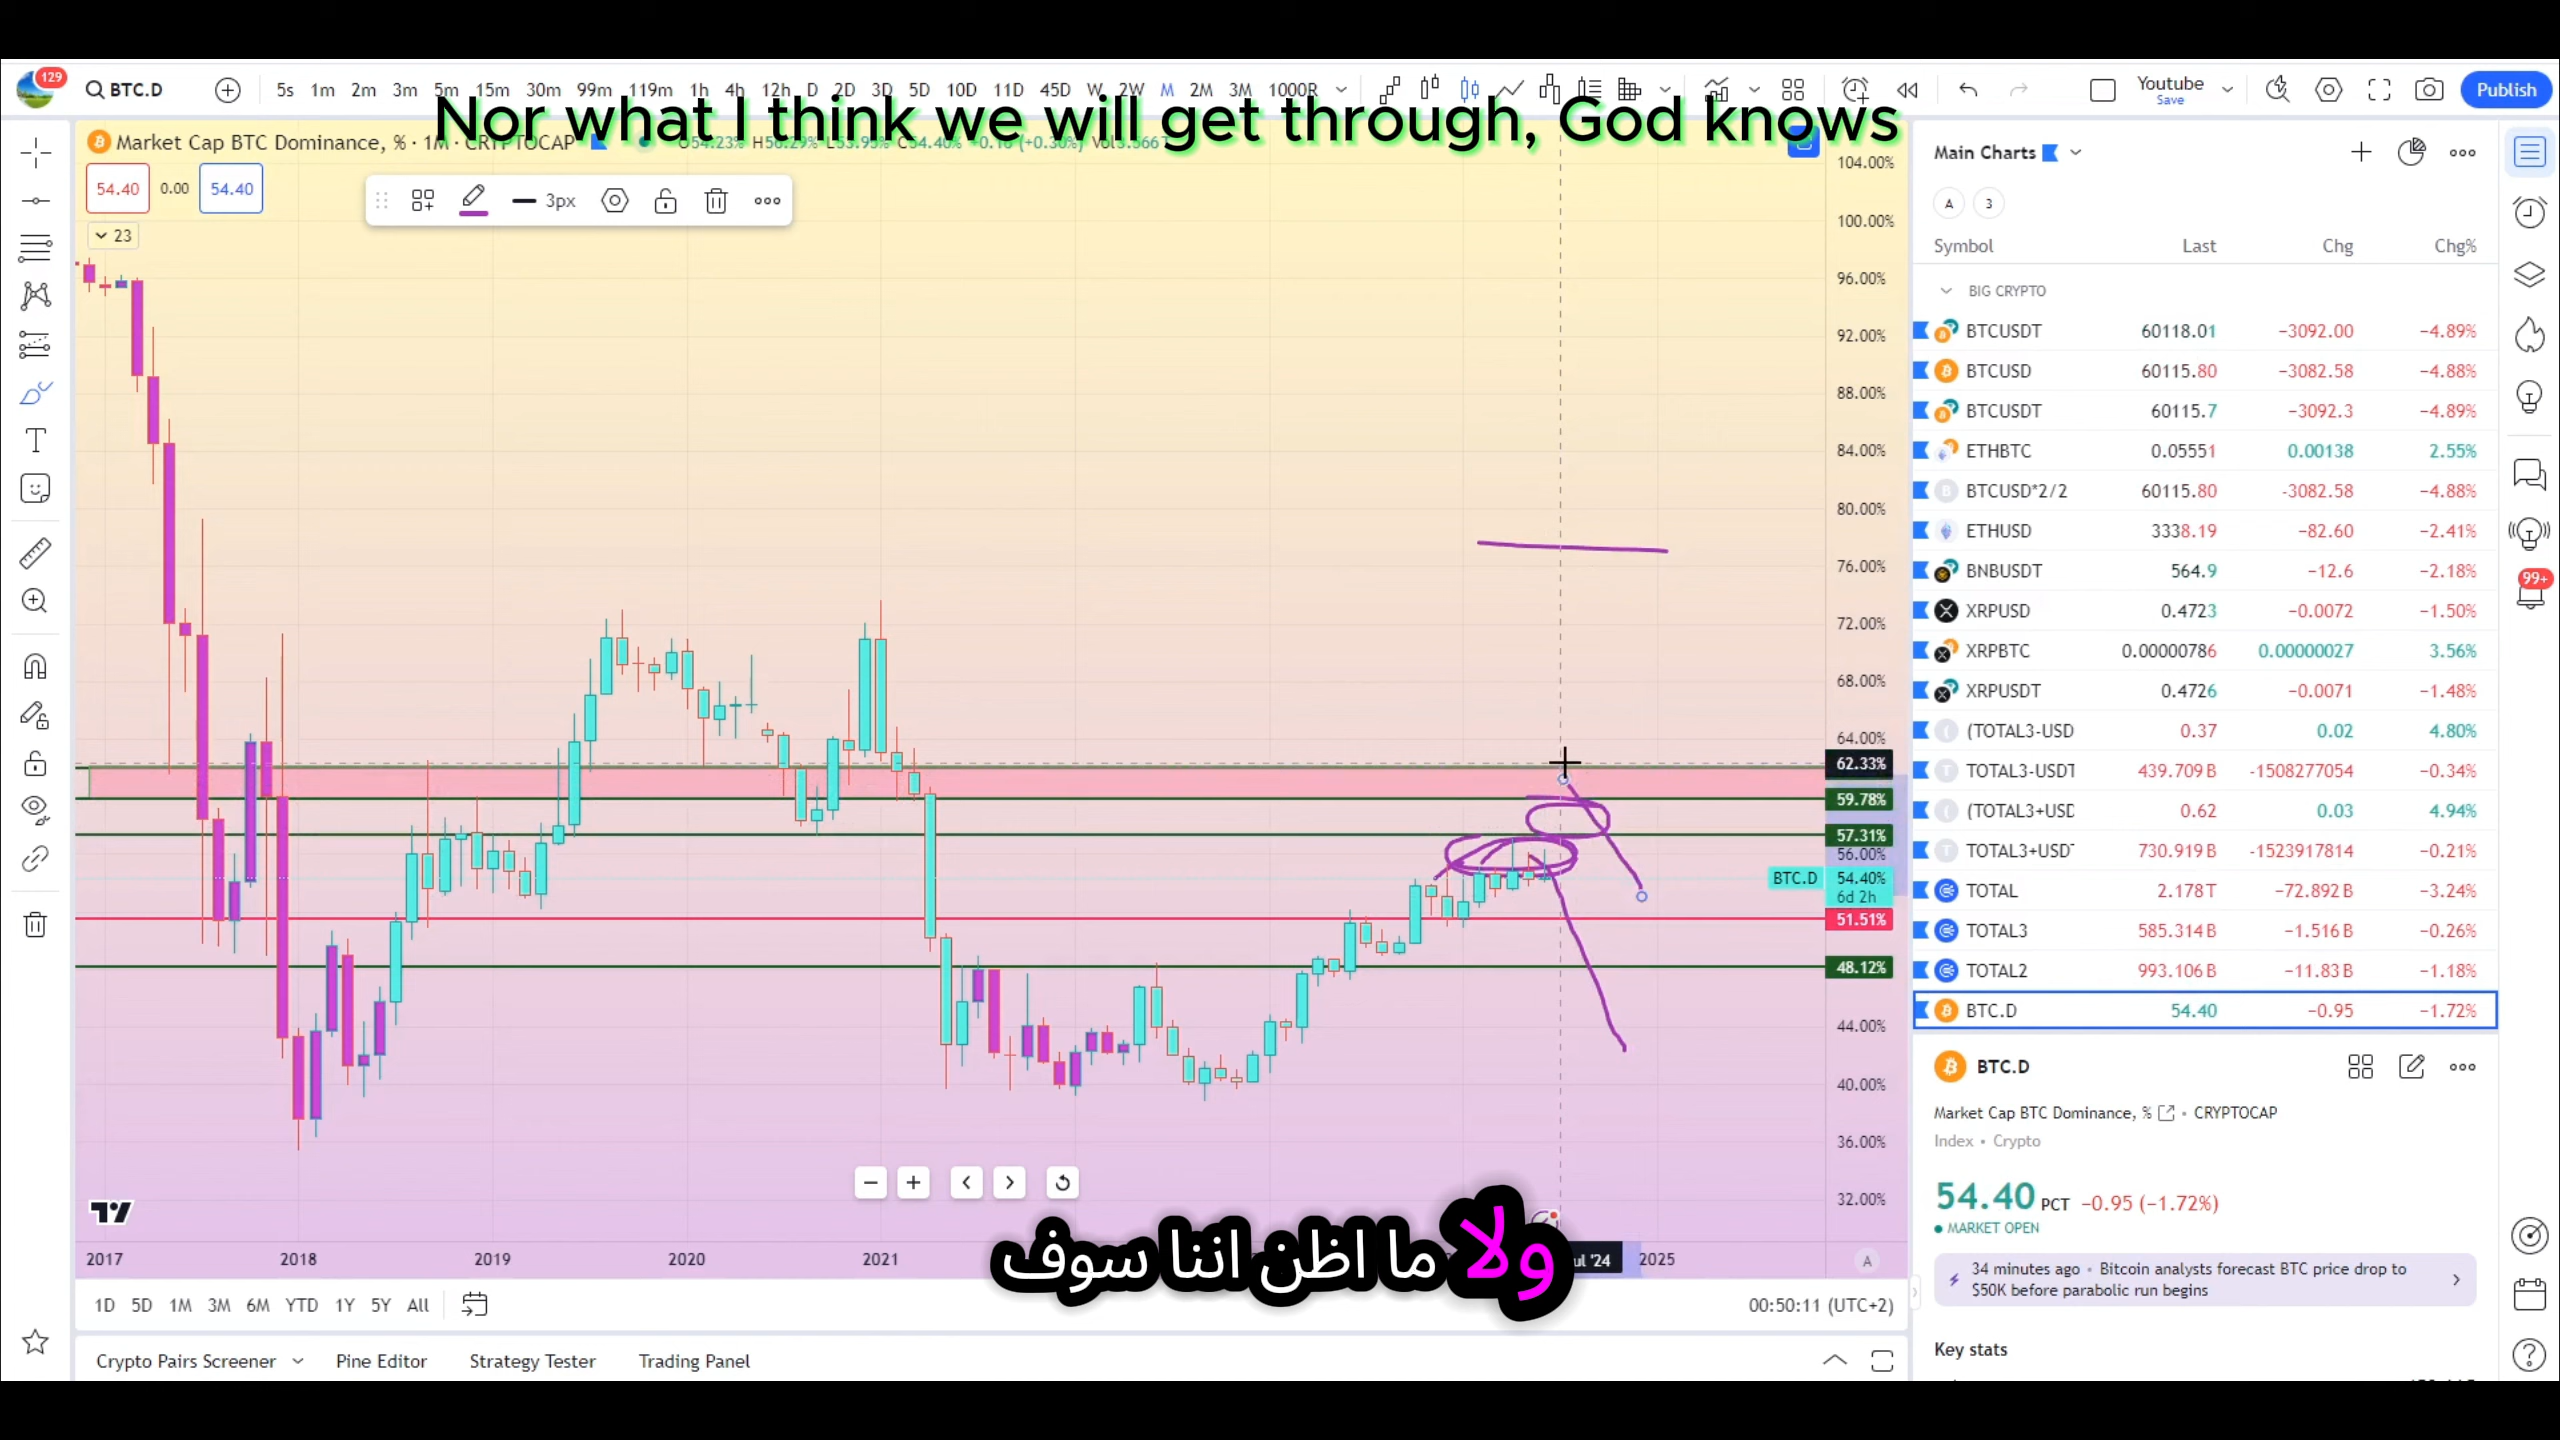 129
BTC.D
5s 1m 2m 3m 5m 15m 30m 99m 119m 1h 4h 12h D 2D 3D 5D 10D 11D 45D W 2W M 2M 3M 1000R
Youtube
Save
Publish
Nor what I think we will get through, God knows
Market Cap BTC Dominance, % · 1M · CRYPTOCAP
54.40 0.00 54.40
3px
23
104.00%
100.00%
96.00%
92.00%
88.00%
84.00%
80.00%
76.00%
72.00%
68.00%
64.00%
62.33%
59.78%
57.31%
56.00%
BTC.D 54.40%
6d 2h
51.51%
48.12%
44.00%
40.00%
36.00%
32.00%
2017 2018 2019 2020 2021 2025
ولا ما اظن اننا سوف
1D 5D 1M 3M 6M YTD 1Y 5Y All
00:50:11 (UTC+2)
Crypto Pairs Screener Pine Editor Strategy Tester Trading Panel
Main Charts
A 3
Symbol Last Chg Chg%
BIG CRYPTO
BTCUSDT 60118.01 −3092.00 −4.89%
BTCUSD 60115.80 −3082.58 −4.88%
BTCUSDT 60115.7 −3092.3 −4.89%
ETHBTC 0.05551 0.00138 2.55%
BTCUSD*2/2 60115.80 -3082.58 −4.88%
ETHUSD 3338.19 −82.60 −2.41%
BNBUSDT 564.9 −12.6 −2.18%
XRPUSD 0.4723 −0.0072 −1.50%
XRPBTC 0.00000786 0.00000027 3.56%
XRPUSDT 0.4726 −0.0071 −1.48%
(TOTAL3-USD 0.37 0.02 4.80%
TOTAL3-USDT 439.709 B -1508277054 −0.34%
(TOTAL3+USD 0.62 0.03 4.94%
TOTAL3+USD 730.919 B -1523917814 −0.21%
TOTAL 2.178 T −72.892 B −3.24%
TOTAL3 585.314 B −1.516 B −0.26%
TOTAL2 993.106 B −11.83 B −1.18%
BTC.D 54.40 −0.95 −1.72%
BTC.D
Market Cap BTC Dominance, % • CRYPTOCAP
Index • Crypto
54.40 PCT −0.95 (−1.72%)
MARKET OPEN
34 minutes ago • Bitcoin analysts forecast BTC price drop to
$50K before parabolic run begins
Key stats
99+